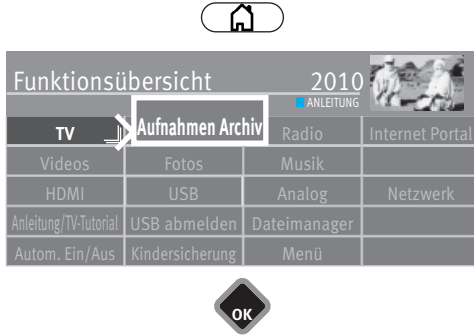 Funktionsübersicht 2010
ANLEITUNG
TV Aufnahmen Archiv Radio Internet Portal
Videos Fotos Musik
HDMI USB Analog Netzwerk
Anleitung/TV-Tutorial USB abmelden Dateimanager
Autom. Ein/Aus Kindersicherung Menü
OK